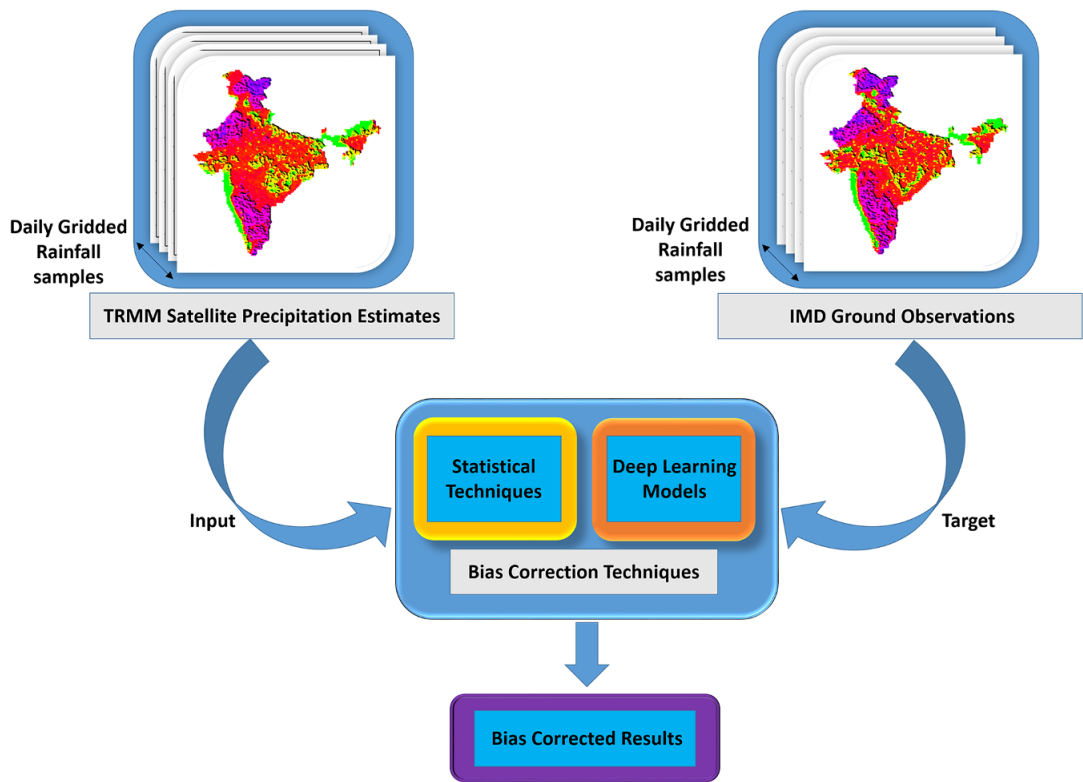 Daily Gridded
Rainfall
samples
TRMM Satellite Precipitation Estimates
Daily Gridded
Rainfall
samples
IMD Ground Observations
Input
Statistical
Techniques
Deep Learning
Models
Target
Bias Correction Techniques
Bias Corrected Results